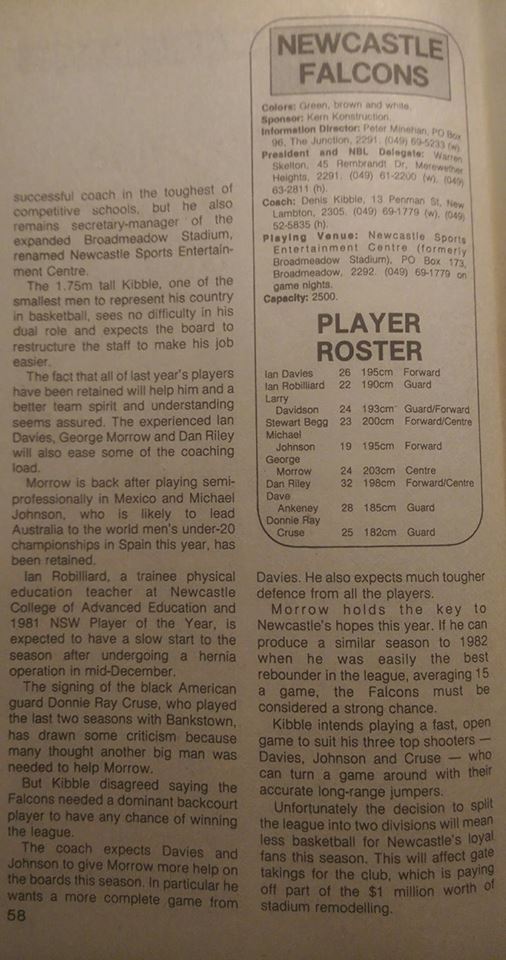 successful coach in the toughest of
competitive schools, but he also
remains secretary-manager of the
expanded Broadmeadow Stadium,
renamed Newcastle Sports Entertain-
ment Centre.
The 1.75m tall Kibble, one of the
smallest men to represent his country
in basketball, sees no difficulty in his
dual role and expects the board to
restructure the staff to make his job
easier.
The fact that all of last year's players
have been retained will help him and a
better team spirit and understanding
seems assured. The experienced Ian
Davies, George Morrow and Dan Riley
will also ease some of the coaching
load.
Morrow is back after playing semi-
professionally in Mexico and Michael
Johnson, who is likely to lead
Australia to the world men's under-20
championships in Spain this year, has
been retained.
Ian Robilliard, a trainee physical
education teacher at Newcastle
College of Advanced Education and
1981 NSW Player of the Year, is
expected to have a slow start to the
season after undergoing a hernia
operation in mid-December.
The signing of the black American
guard Donnie Ray Cruse, who played
the last two seasons with Bankstown,
has drawn some criticism because
many thought another big man was
needed to help Morrow.
But Kibble disagreed saying the
Falcons needed a dominant backcourt
player to have any chance of winning
the league.
The coach expects Davies and
Johnson to give Morrow more help on
the boards this season. In particular he
wants a more complete game from
58
NEWCASTLE
FALCONS
Colors: Green, brown and white.
Sponsor: Kern Konstruction.
Information Director: Peter Minehan, PO Box
96, The Junction, 2291. (049) 69-5233 (w)
President and NBL Delegate: Warren
Skelton, 45 Rembrandt Dr, Merewether
Heights, 2291. (049) 61-2200 (w), (049)
63-2811 (h).
Coach: Denis Kibble, 13 Penman St, New
Lambton, 2305. (049) 69-1779 (w), (049)
52-5835 (h).
Playing Venue: Newcastle Sports
Entertainment Centre (formerly
Broadmeadow Stadium), PO Box 173,
Broadmeadow, 2292. (049) 69-1779 on
game nights.
Capacity: 2500.
PLAYER
ROSTER
Ian Davies 26 195cm Forward
Ian Robilliard 22 190cm Guard
Larry
Davidson 24 193cm Guard/Forward
Stewart Begg 23 200cm Forward/Centre
Michael
Johnson 19 195cm Forward
George
Morrow 24 203cm Centre
Dan Riley 32 198cm Forward/Centre
Dave
Ankeney 28 185cm Guard
Donnie Ray
Cruse 25 182cm Guard
Davies. He also expects much tougher
defence from all the players.
Morrow holds the key to
Newcastle's hopes this year. If he can
produce a similar season to 1982
when he was easily the best
rebounder in the league, averaging 15
a game, the Falcons must be
considered a strong chance.
Kibble intends playing a fast, open
game to suit his three top shooters —
Davies, Johnson and Cruse — who
can turn a game around with their
accurate long-range jumpers.
Unfortunately the decision to split
the league into two divisions will mean
less basketball for Newcastle's loyal
fans this season. This will affect gate
takings for the club, which is paying
off part of the $1 million worth of
stadium remodelling.